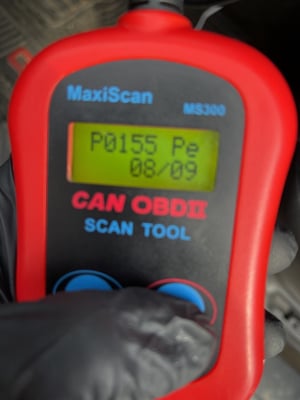 MaxiScan
MS300
P0155 Pe
08/09
CAN OBDII
SCAN TOOL